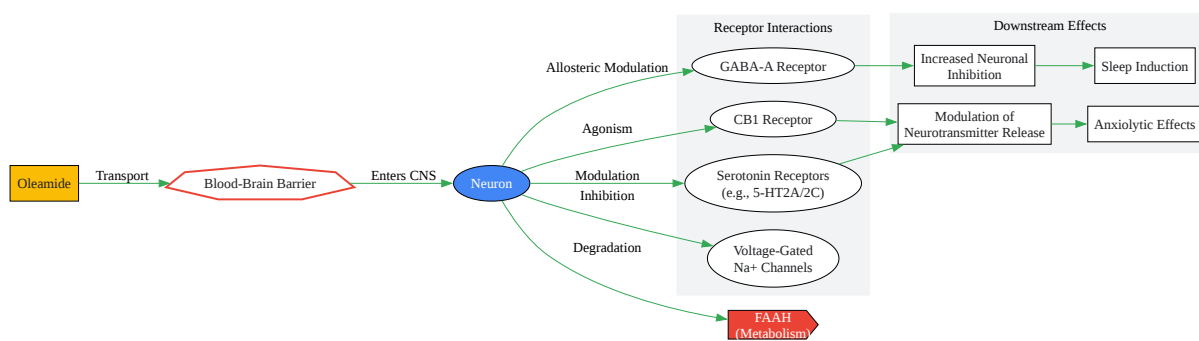 Receptor Interactions
Downstream Effects
Allosteric Modulation
GABA-A Receptor
Increased Neuronal
Inhibition
Sleep Induction
Agonism
CB1 Receptor
Modulation of
Neurotransmitter Release
Anxiolytic Effects
Oleamide
Transport
Blood-Brain Barrier
Enters CNS
Neuron
Modulation
Serotonin Receptors
(e.g., 5-HT2A/2C)
Inhibition
Voltage-Gated
Na+ Channels
Degradation
FAAH
(Metabolism)